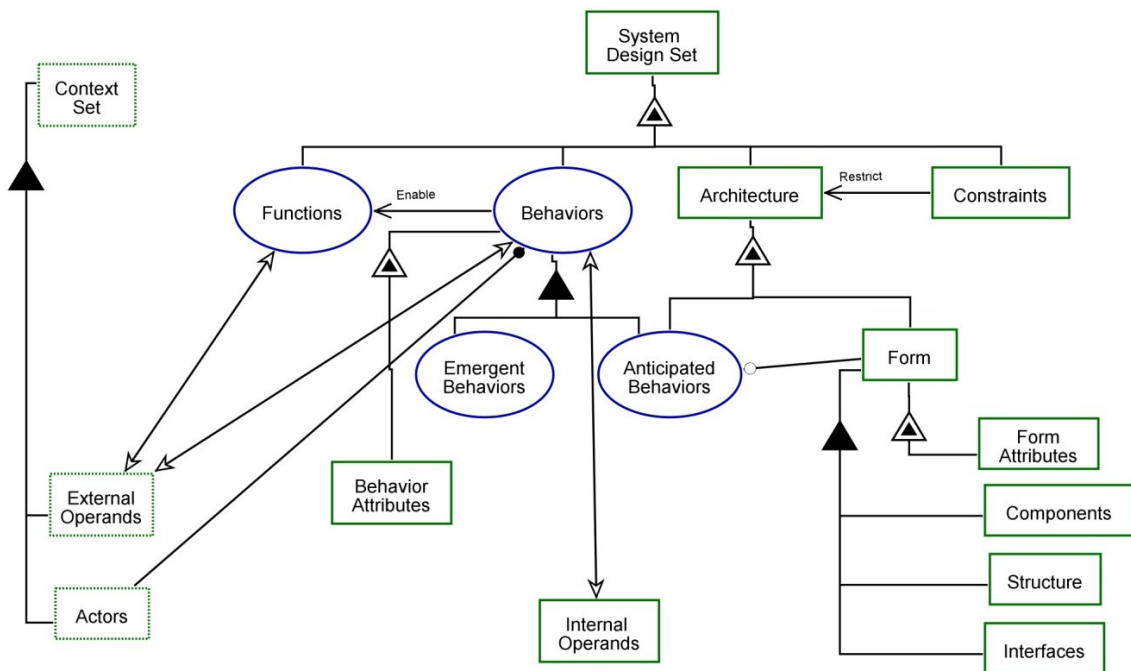 System
Design Set
Context
Set
Functions
Enable
Behaviors
Architecture
Restrict
Constraints
Emergent
Behaviors
Anticipated
Behaviors
Form
Form
Attributes
External
Operands
Behavior
Attributes
Components
Structure
Actors
Internal
Operands
Interfaces